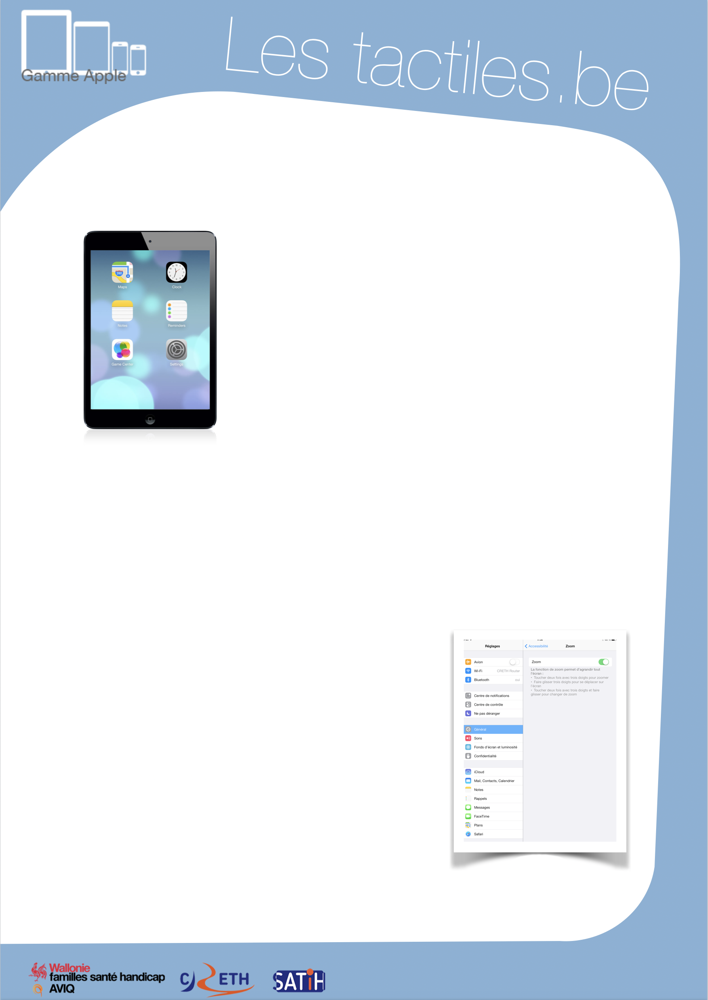 Les tactiles.be
Gamme Apple
Maps
Clock
Notes
Reminders
Game Center
Settings
Réglages
Avion
Wi-Fi CRETH Router
Bluetooth oui
Centre de notifications
Centre de contrôle
Ne pas déranger
Général
Sons
Fonds d'écran et luminosité
Confidentialité
iCloud
Mail, Contacts, Calendrier
Notes
Rappels
Messages
FaceTime
Plans
Safari
Accessibilité Zoom
Zoom
La fonction de zoom permet d'agrandir tout
l'écran :
• Toucher deux fois avec trois doigts pour zoomer
• Faire glisser trois doigts pour se déplacer sur
l'écran
• Toucher deux fois avec trois doigts et faire
glisser pour changer de zoom
Wallonie
familles santé handicap
AVIQ
CRETH
SATiH